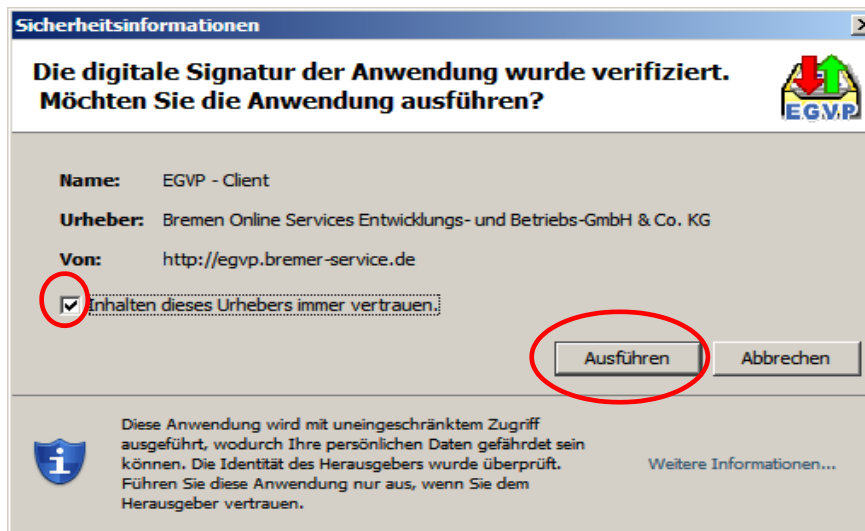 Sicherheitsinformationen
Die digitale Signatur der Anwendung wurde verifiziert.
Möchten Sie die Anwendung ausführen?
EGVP
Name: EGVP - Client
Urheber: Bremen Online Services Entwicklungs- und Betriebs-GmbH & Co. KG
Von: http://egvp.bremer-service.de
Inhalten dieses Urhebers immer vertrauen.
Ausführen Abbrechen
Diese Anwendung wird mit uneingeschränktem Zugriff
ausgeführt, wodurch Ihre persönlichen Daten gefährdet sein
können. Die Identität des Herausgebers wurde überprüft.
Führen Sie diese Anwendung nur aus, wenn Sie dem
Herausgeber vertrauen.
Weitere Informationen...